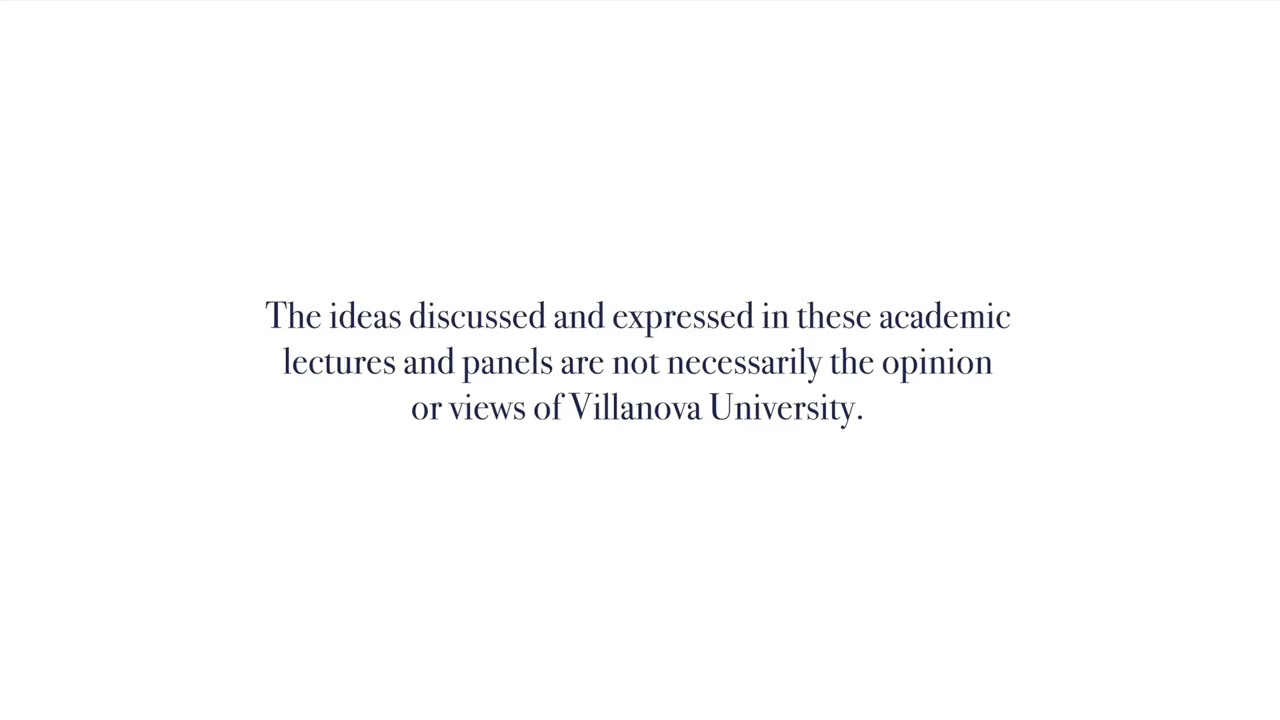 The ideas discussed and expressed in these academic
lectures and panels are not necessarily the opinion
or views of Villanova University.